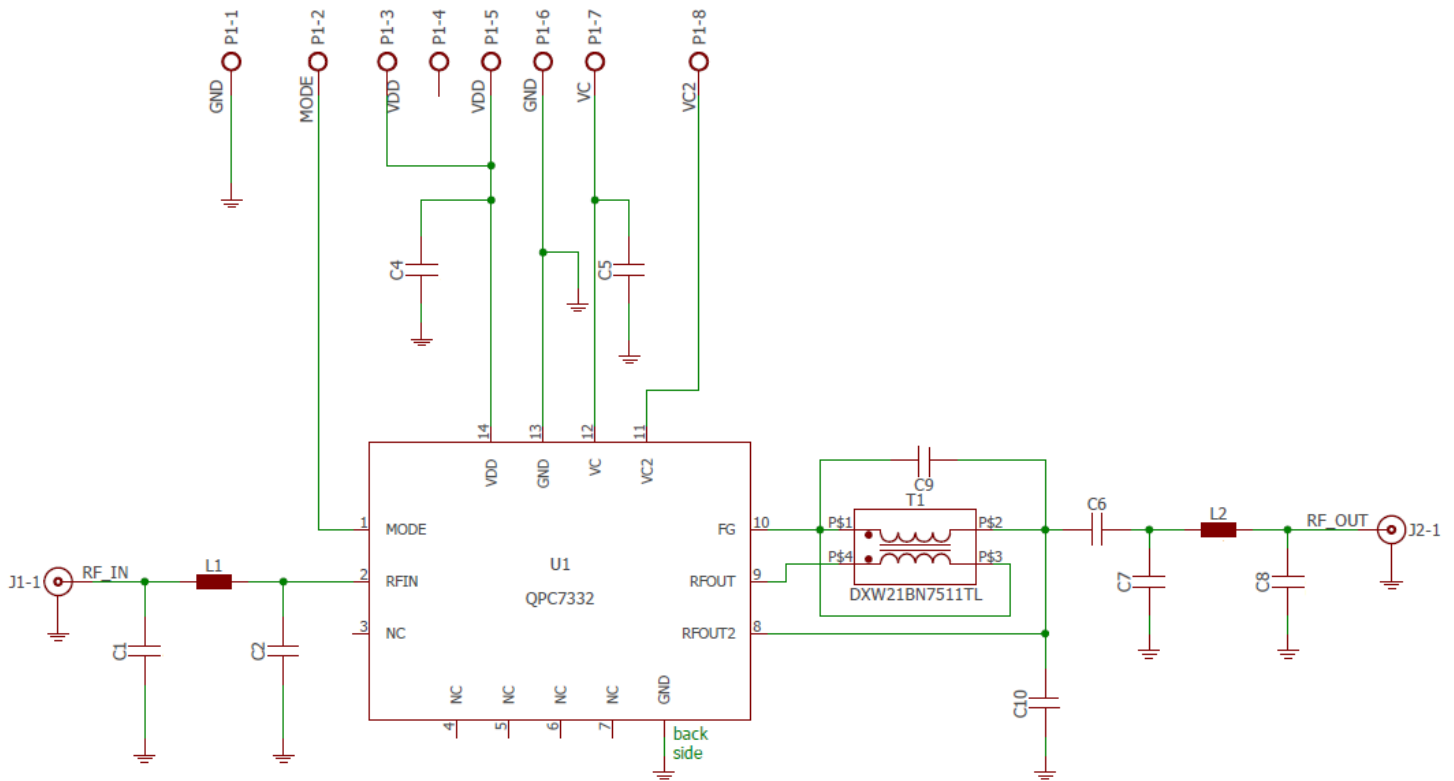 P1-1
P1-2
P1-3
P1-4
P1-5
P1-6
P1-7
P1-8
GND
MODE
VDD
VDD
GND
VC
VC2
C4
C5
14
13
12
11
VDD
GND
VC
VC2
C9
T1
1
MODE
FG
10
P$1
P$2
C6
L2
RF_OUT
J2-1
P$4
P$3
U1
J1-1
RF_IN
L1
2
RFIN
RFOUT
9
C7
C8
QPC7332
DXW21BN7511TL
3
NC
RFOUT2
8
C1
C2
NC
NC
NC
NC
GND
4
5
6
7
back
side
C10